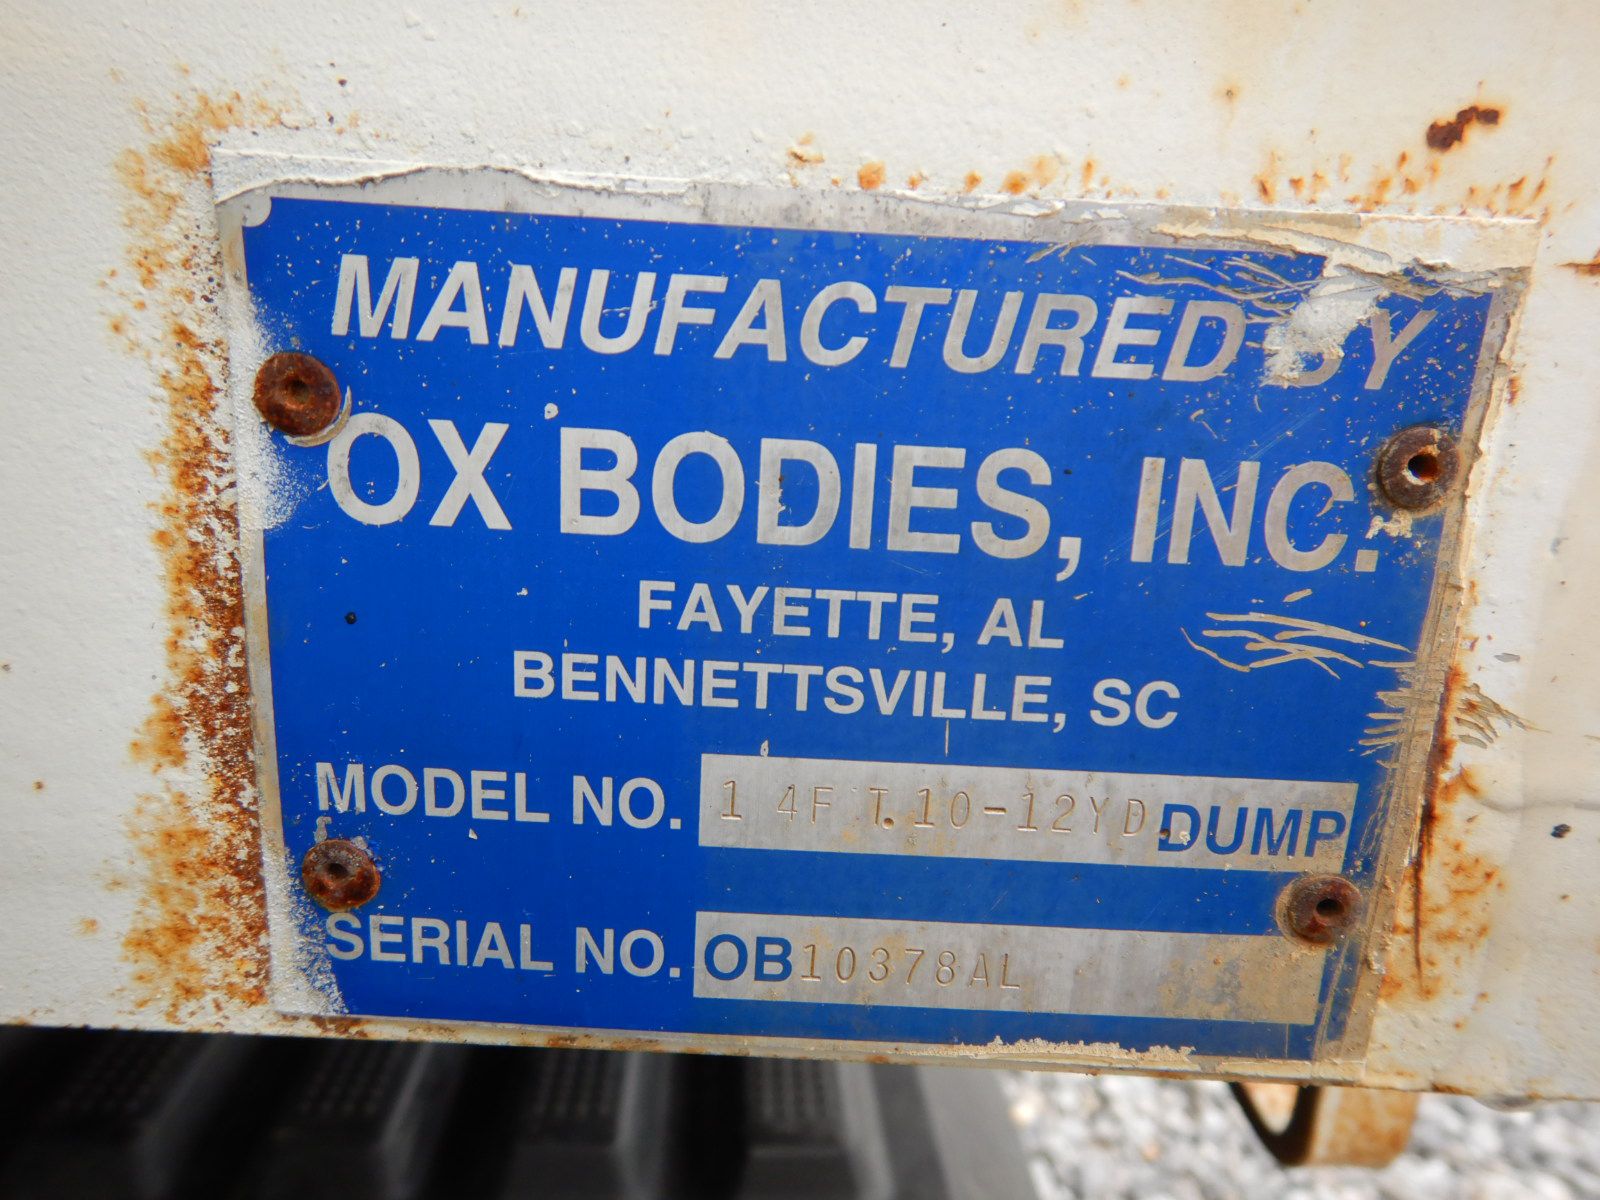 MANUFACTURED BY
OX BODIES, INC.
FAYETTE, AL
BENNETTSVILLE, SC
MODEL NO. 14FT.10-12YD.DUMP
SERIAL NO. OB10378AL